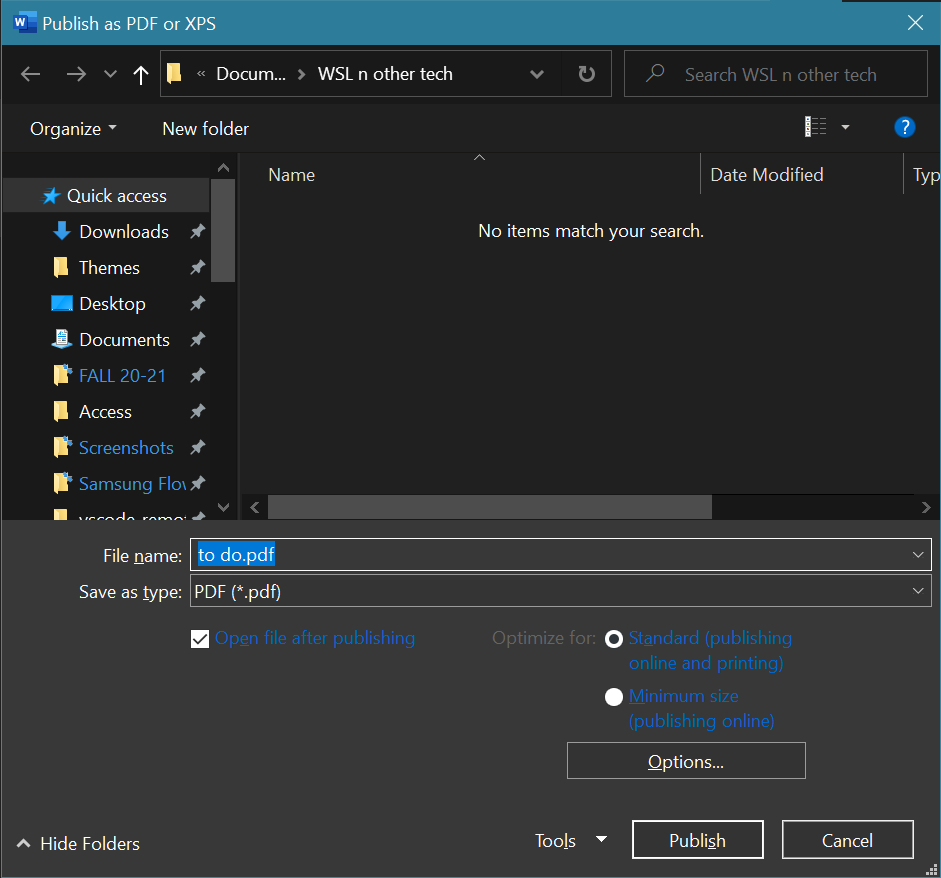 Publish as PDF or XPS
« Docum... > WSL n other tech
Search WSL n other tech
Organize
New folder
?
Name
Date Modified
Typ
No items match your search.
Quick access
Downloads
Themes
Desktop
Documents
FALL 20-21
Access
Screenshots
Samsung Flow
vscode-remot
File name:
to do.pdf
Save as type:
PDF (*.pdf)
Open file after publishing
Optimize for:
Standard (publishing
online and printing)
Minimum size
(publishing online)
Options...
Hide Folders
Tools
Publish
Cancel